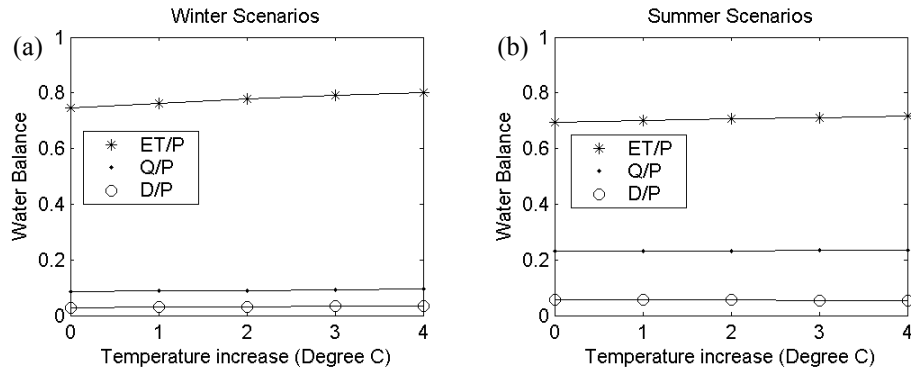 Winter Scenarios
(a)
1
0.8
0.6
0.4
0.2
0
Water Balance
ET/P
Q/P
D/P
0 1 2 3 4
Temperature increase (Degree C)
Summer Scenarios
(b)
1
0.8
0.6
0.4
0.2
0
Water Balance
ET/P
Q/P
D/P
0 1 2 3 4
Temperature increase (Degree C)